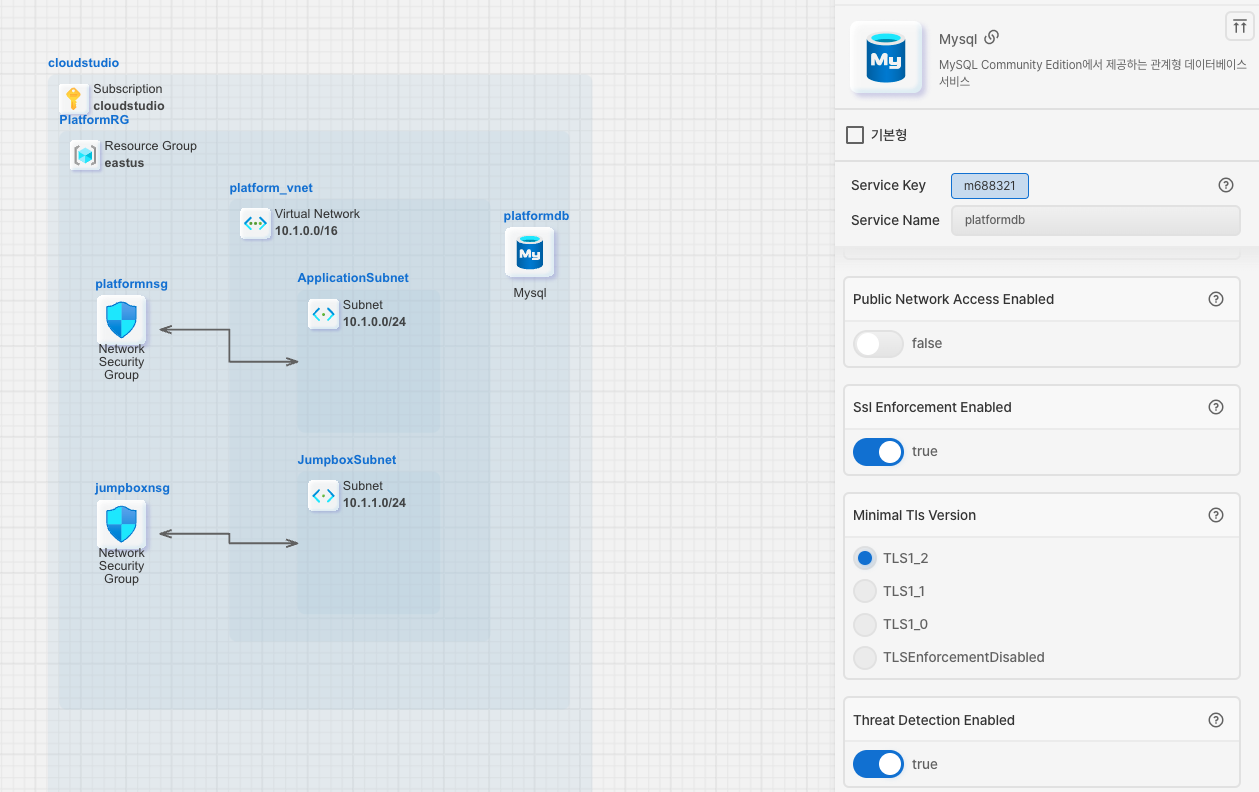 cloudstudio
Subscription
cloudstudio
PlatformRG
Resource Group
eastus
platform_vnet
Virtual Network
10.1.0.0/16
platformdb
My
Mysql
platformnsg
Network
Security
Group
ApplicationSubnet
Subnet
10.1.0.0/24
jumpboxnsg
Network
Security
Group
JumpboxSubnet
Subnet
10.1.1.0/24
My
Mysql
MySQL Community Edition에서 제공하는 관계형 데이터베이스
서비스
기본형
Service Key m688321 ?
Service Name platformdb
Public Network Access Enabled ?
false
Ssl Enforcement Enabled ?
true
Minimal Tls Version ?
TLS1_2
TLS1_1
TLS1_0
TLSEnforcementDisabled
Threat Detection Enabled ?
true